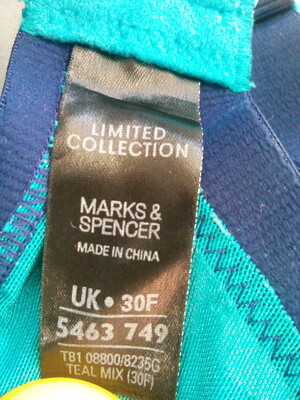 LIMITED
COLLECTION
MARKS &
SPENCER
MADE IN CHINA
UK • 30F
5463 749
T81 08800/8235G
TEAL MIX (30F)